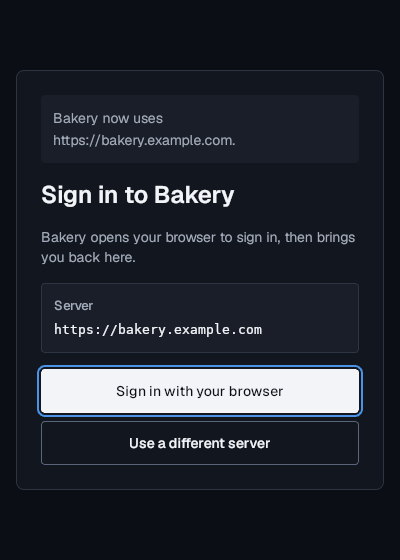 Bakery now uses
https://bakery.example.com.
Sign in to Bakery
Bakery opens your browser to sign in, then brings
you back here.
Server
https://bakery.example.com
Sign in with your browser
Use a different server